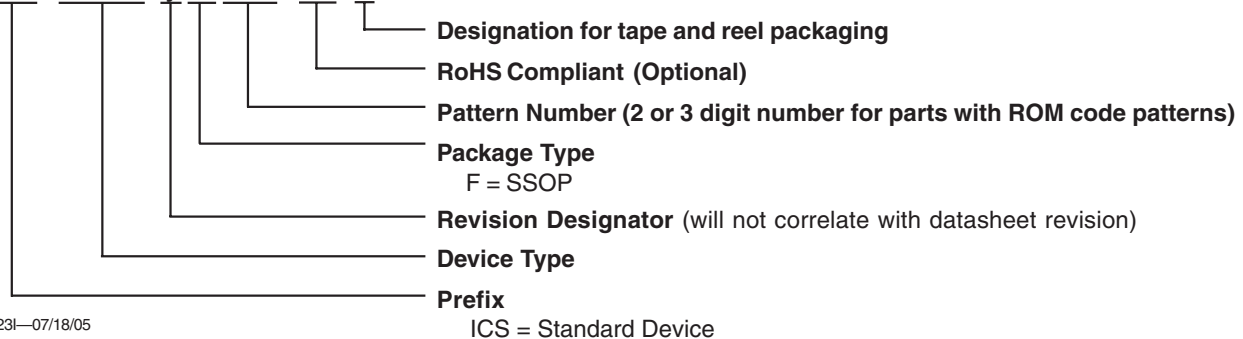 Designation for tape and reel packaging
RoHS Compliant (Optional)
Pattern Number (2 or 3 digit number for parts with ROM code patterns)
Package Type
F = SSOP
Revision Designator (will not correlate with datasheet revision)
Device Type
Prefix
23I—07/18/05
ICS = Standard Device